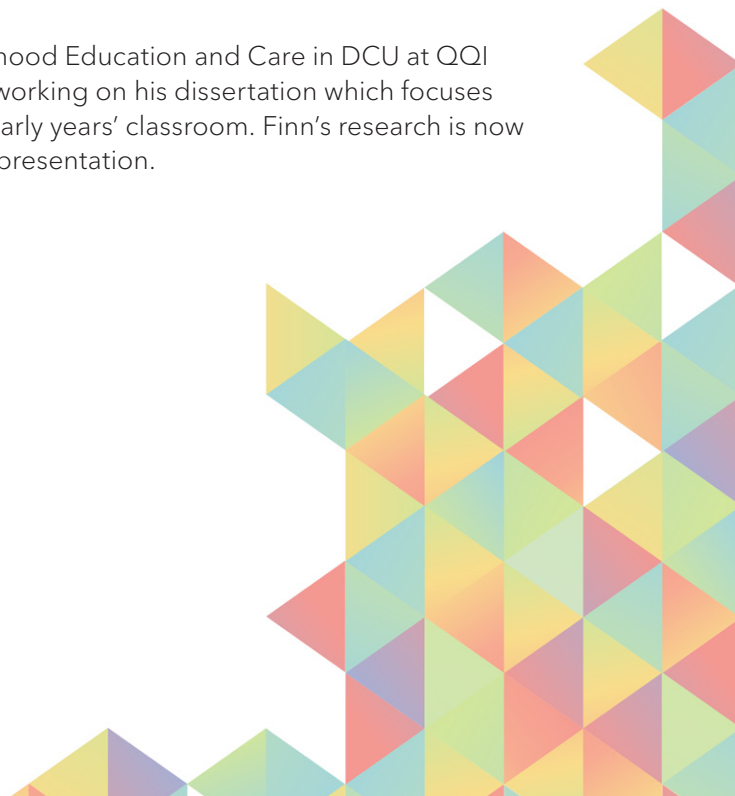 hood Education and Care in DCU at QQI
working on his dissertation which focuses
arly years’ classroom. Finn’s research is now
presentation.